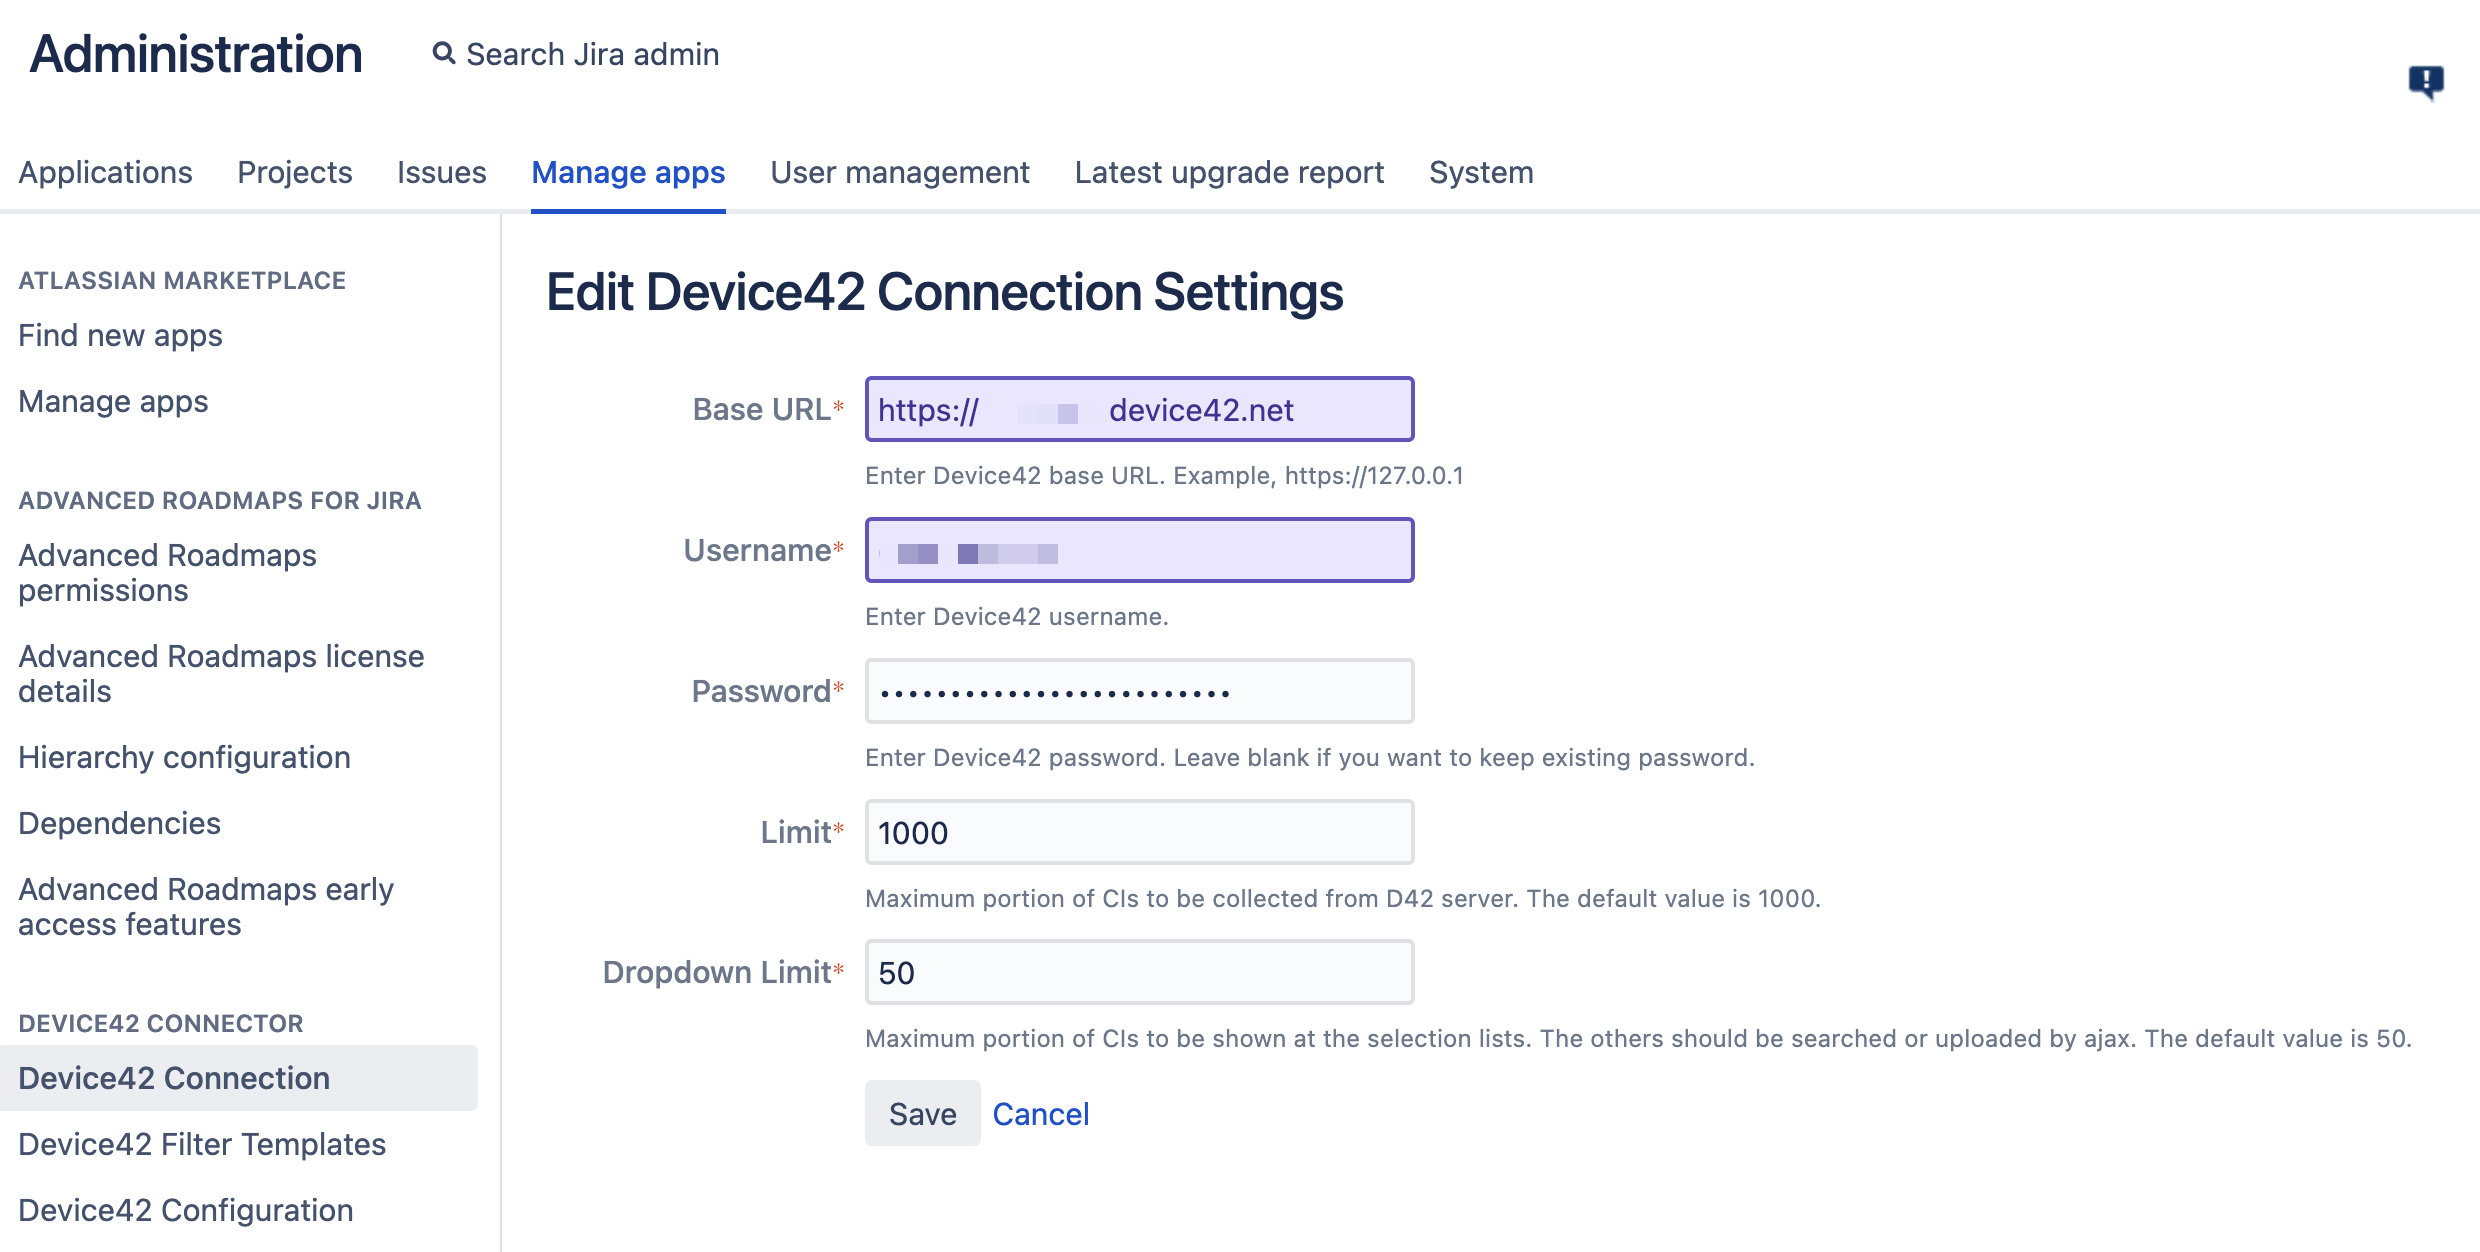 Administration
Search Jira admin
Applications Projects Issues Manage apps User management Latest upgrade report System
ATLASSIAN MARKETPLACE
Find new apps
Manage apps
ADVANCED ROADMAPS FOR JIRA
Advanced Roadmaps
permissions
Advanced Roadmaps license
details
Hierarchy configuration
Dependencies
Advanced Roadmaps early
access features
DEVICE42 CONNECTOR
Device42 Connection
Device42 Filter Templates
Device42 Configuration
Edit Device42 Connection Settings
Base URL* https:// device42.net
Enter Device42 base URL. Example, https://127.0.0.1
Username*
Enter Device42 username.
Password* •••••••••••••••••••••••••
Enter Device42 password. Leave blank if you want to keep existing password.
Limit* 1000
Maximum portion of CIs to be collected from D42 server. The default value is 1000.
Dropdown Limit* 50
Maximum portion of CIs to be shown at the selection lists. The others should be searched or uploaded by ajax. The default value is 50.
Save Cancel